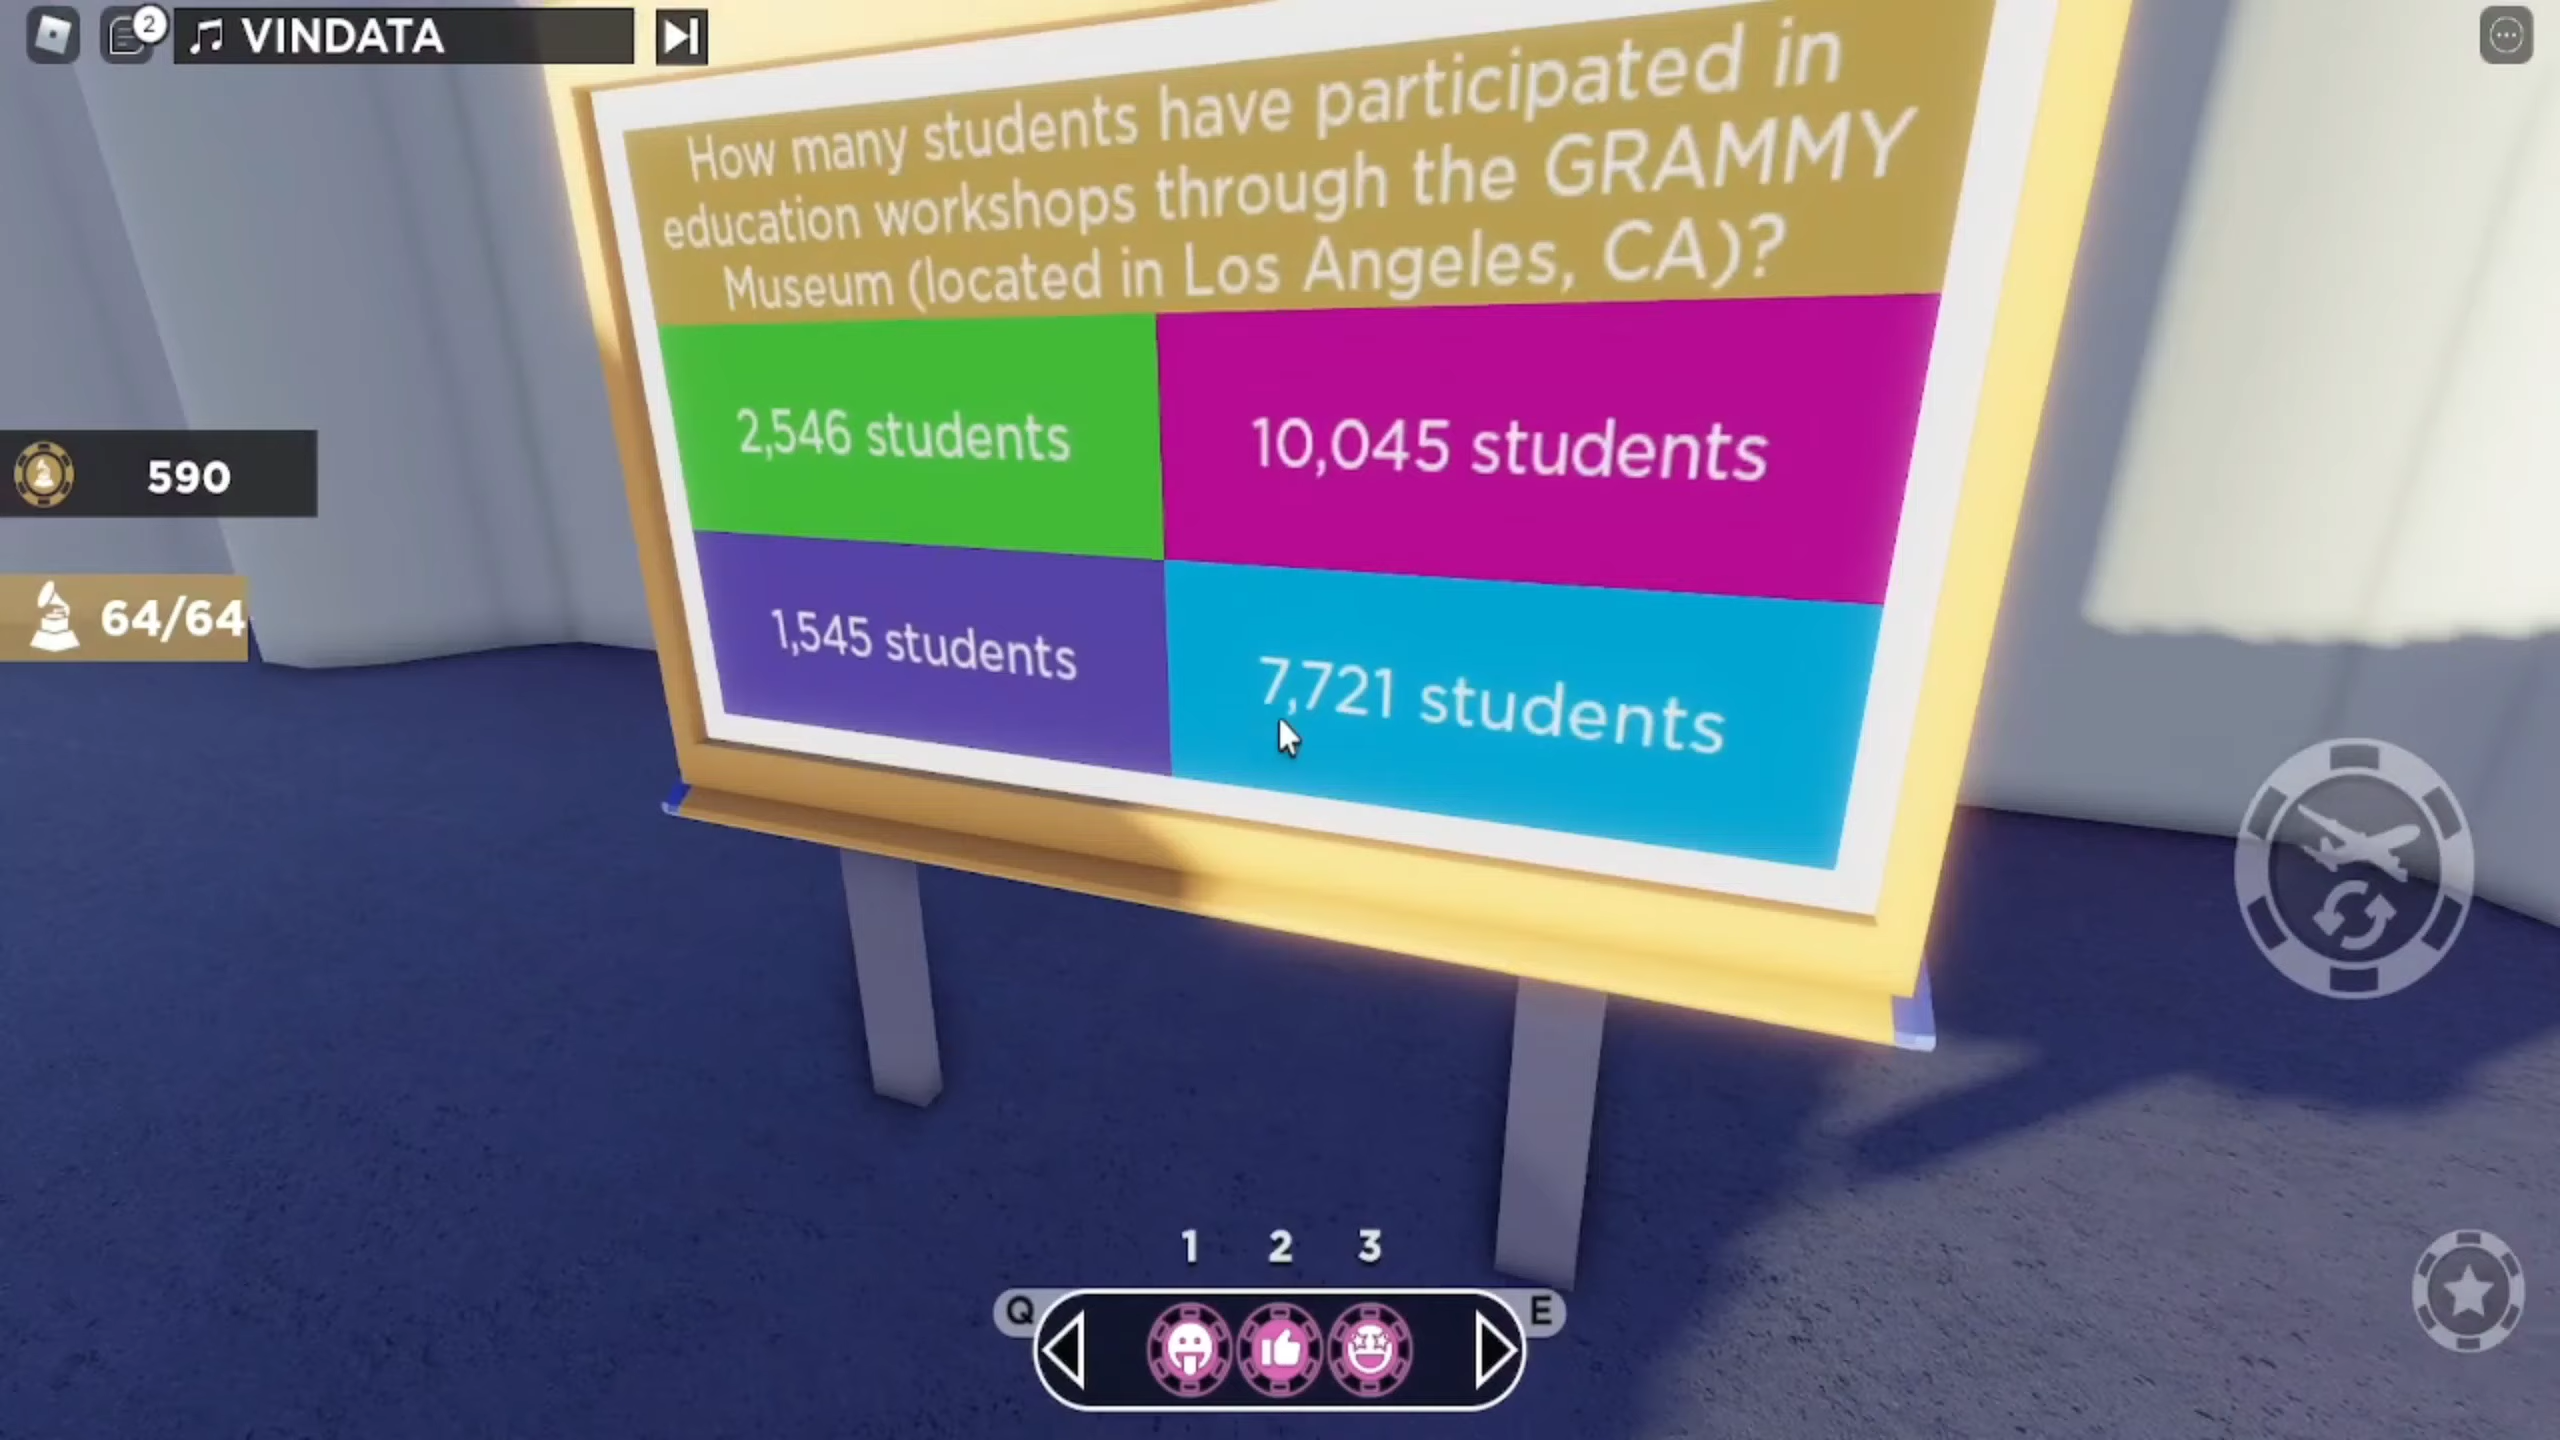 2
VINDATA
How many students have participated in
education workshops through the GRAMMY
Museum (located in Los Angeles, CA)?
2,546 students
10,045 students
1,545 students
7,721 students
590
64/64
1 2 3
Q E